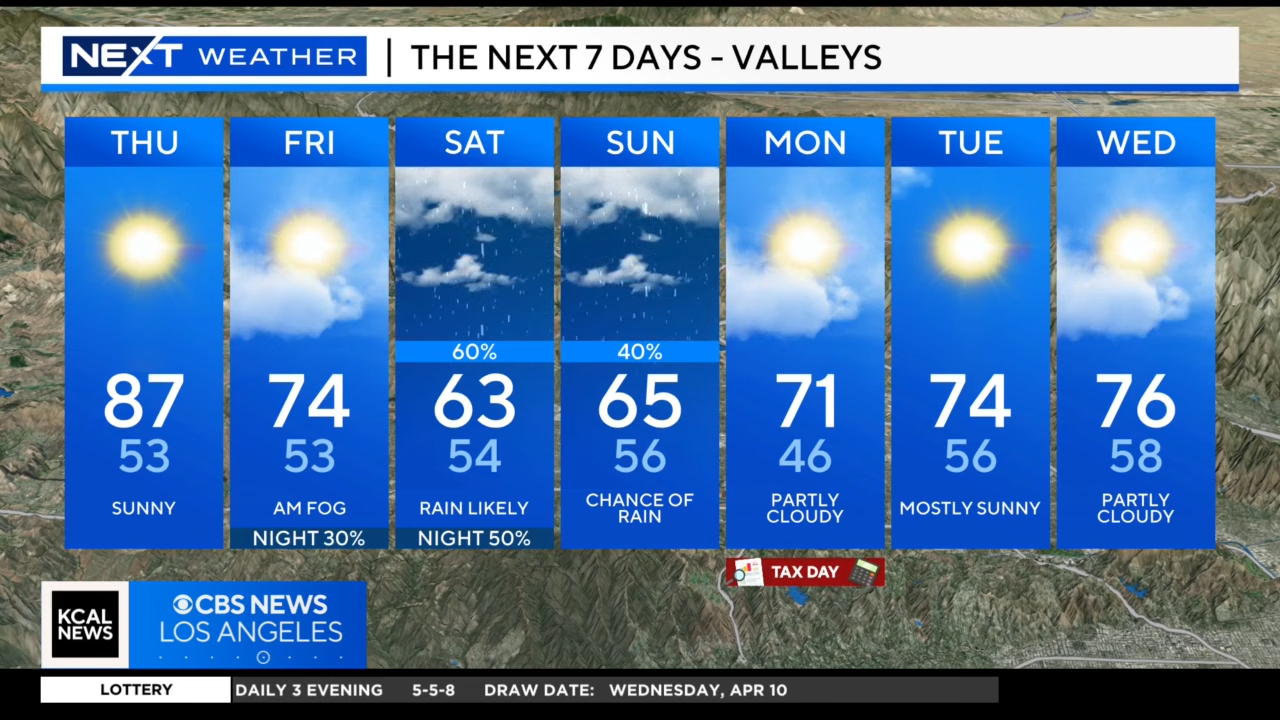 NEXT WEATHER | THE NEXT 7 DAYS - VALLEYS
THU
87
53
SUNNY
FRI
74
53
AM FOG
NIGHT 30%
SAT
60%
63
54
RAIN LIKELY
NIGHT 50%
SUN
40%
65
56
CHANCE OF
RAIN
MON
71
46
PARTLY
CLOUDY
TAX DAY
TUE
74
56
MOSTLY SUNNY
WED
76
58
PARTLY
CLOUDY
KCAL
NEWS
CBS NEWS
LOS ANGELES
LOTTERY
DAILY 3 EVENING 5-5-8 DRAW DATE: WEDNESDAY, APR 10